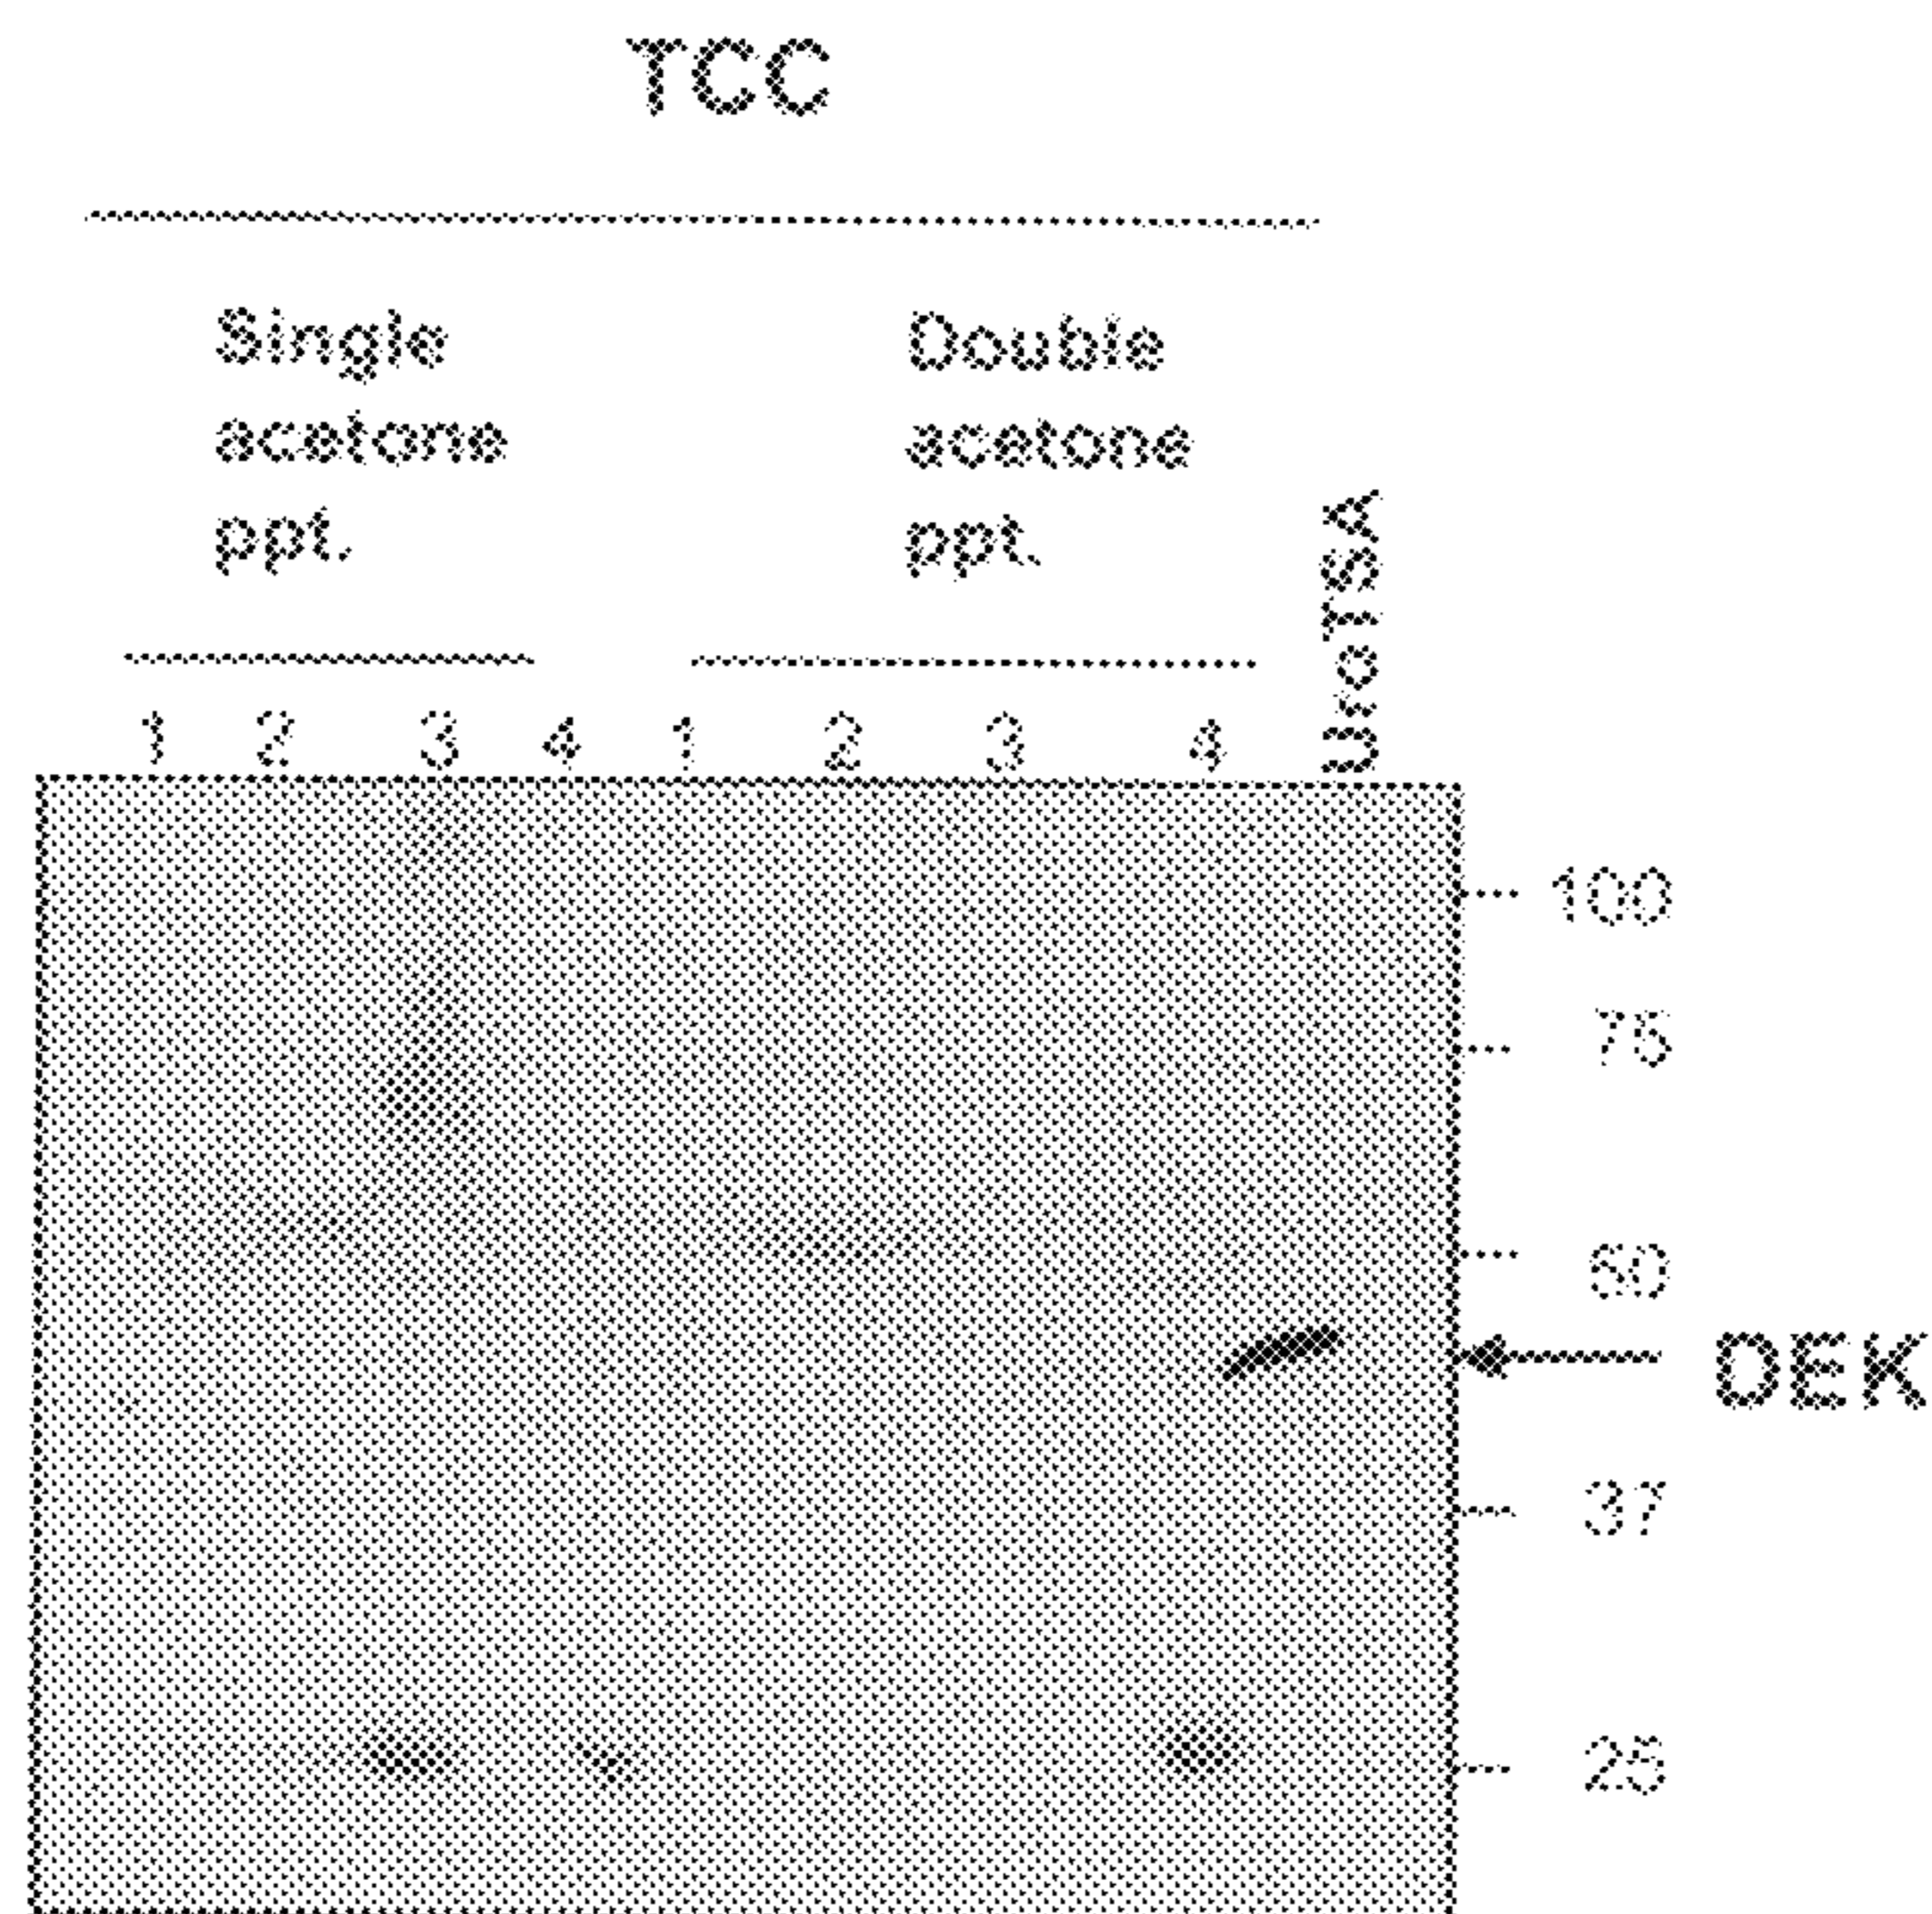 TCC
Single
acetone
ppt.
Double
acetone
ppt.
uroTSA
1 2 3 4 1 2 3 4
100
75
50
DEK
37
25